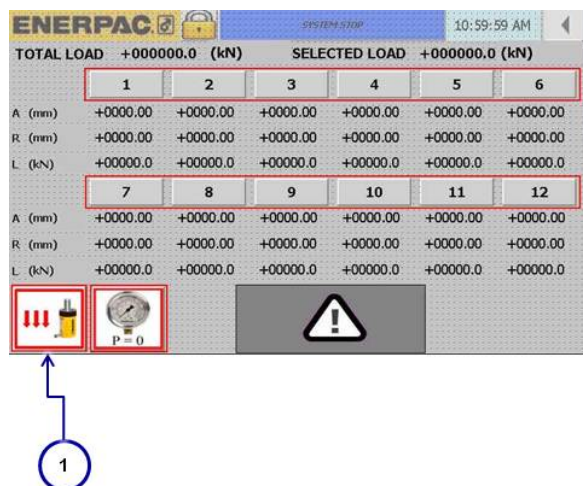 ENERPAC SYSTEM STOP 10:59:59 AM
TOTAL LOAD +000000.0 (kN) SELECTED LOAD +000000.0 (kN)
1 2 3 4 5 6
A (mm) +0000.00 +0000.00 +0000.00 +0000.00 +0000.00 +0000.00
R (mm) +0000.00 +0000.00 +0000.00 +0000.00 +0000.00 +0000.00
L (kN) +00000.0 +00000.0 +00000.0 +00000.0 +00000.0 +00000.0
7 8 9 10 11 12
A (mm) +0000.00 +0000.00 +0000.00 +0000.00 +0000.00 +0000.00
R (mm) +0000.00 +0000.00 +0000.00 +0000.00 +0000.00 +0000.00
L (kN) +00000.0 +00000.0 +00000.0 +00000.0 +00000.0 +00000.0
P = 0
1